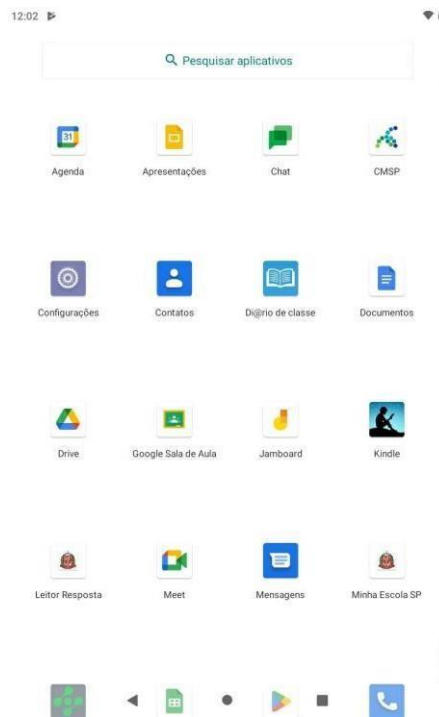 12:02
Pesquisar aplicativos
31
Agenda
Apresentações
Chat
CMSP
Configurações
Contatos
Di@rio de classe
Documentos
Drive
Google Sala de Aula
Jamboard
Kindle
Leitor Resposta
Meet
Mensagens
Minha Escola SP